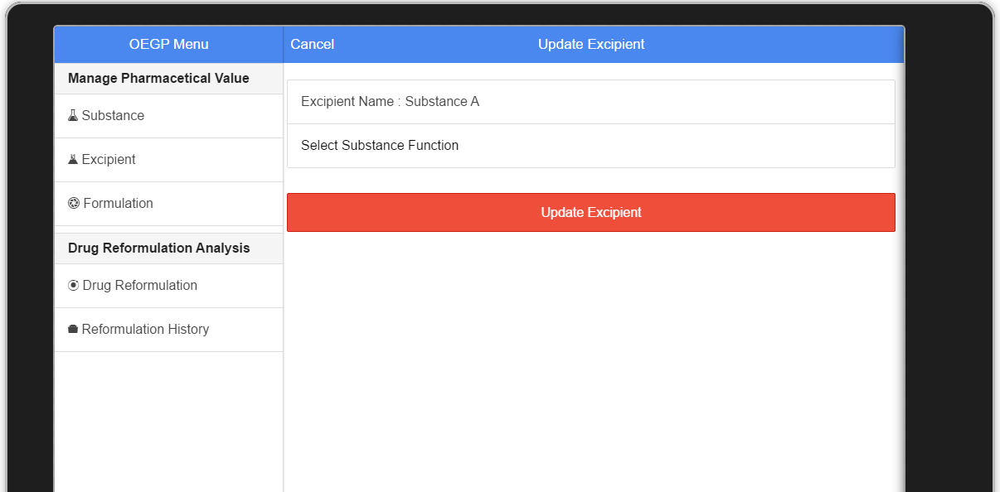 OEGP Menu
Cancel
Update Excipient
Manage Pharmacetical Value
Substance
Excipient
Formulation
Drug Reformulation Analysis
Drug Reformulation
Reformulation History
Excipient Name : Substance A
Select Substance Function
Update Excipient